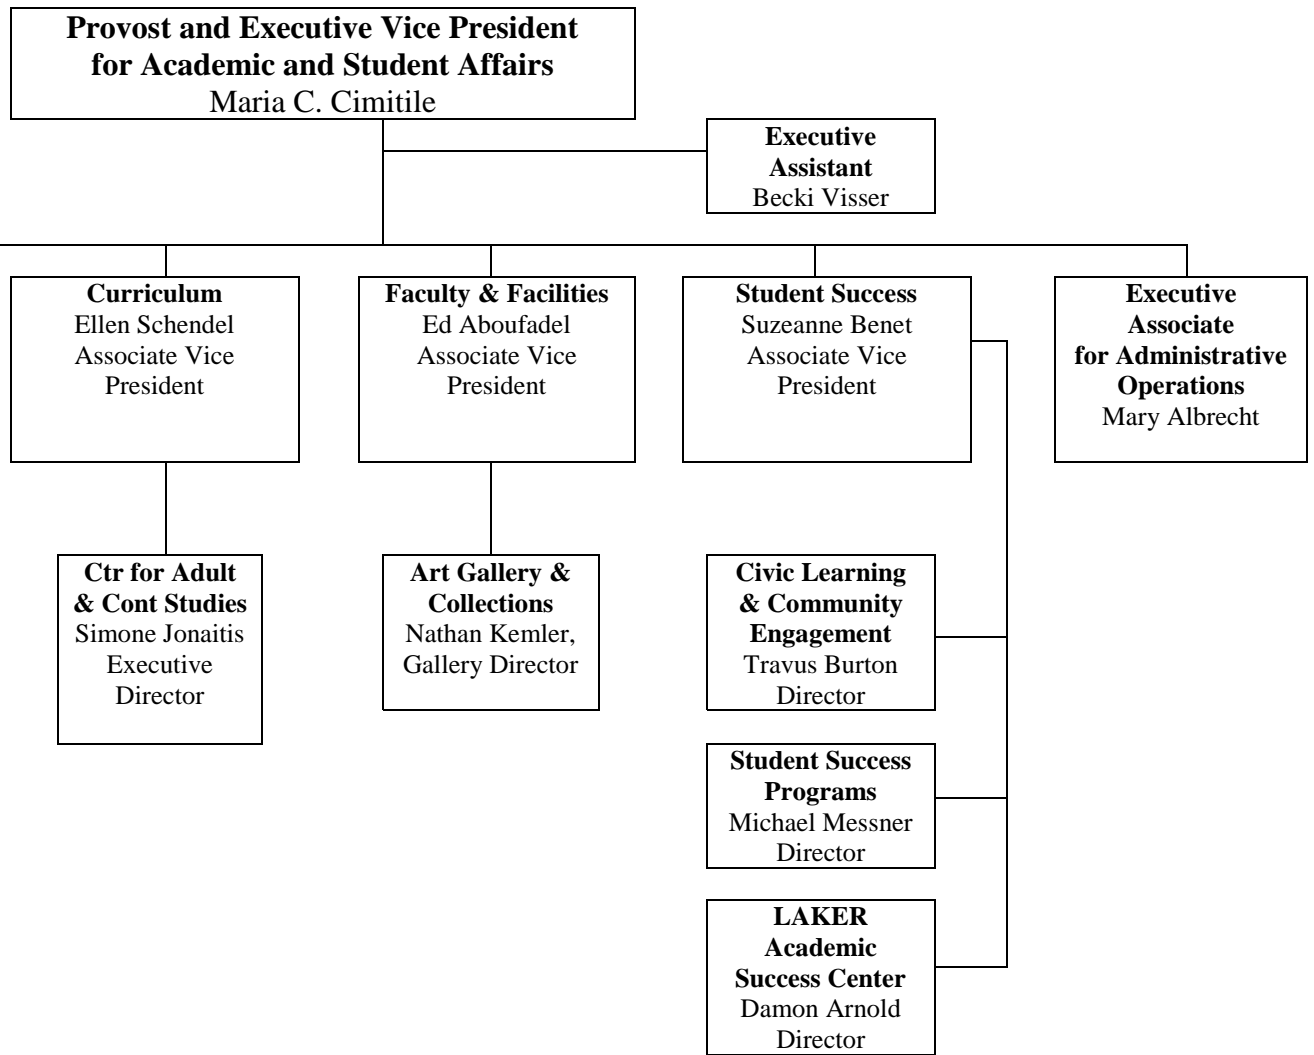 Provost and Executive Vice President
for Academic and Student Affairs
Maria C. Cimitile
Executive
Assistant
Becki Visser
Curriculum
Ellen Schendel
Associate Vice
President
Faculty & Facilities
Ed Aboufadel
Associate Vice
President
Student Success
Suzeanne Benet
Associate Vice
President
Executive
Associate
for Administrative
Operations
Mary Albrecht
Ctr for Adult
& Cont Studies
Simone Jonaitis
Executive
Director
Art Gallery &
Collections
Nathan Kemler,
Gallery Director
Civic Learning
& Community
Engagement
Travus Burton
Director
Student Success
Programs
Michael Messner
Director
LAKER
Academic
Success Center
Damon Arnold
Director